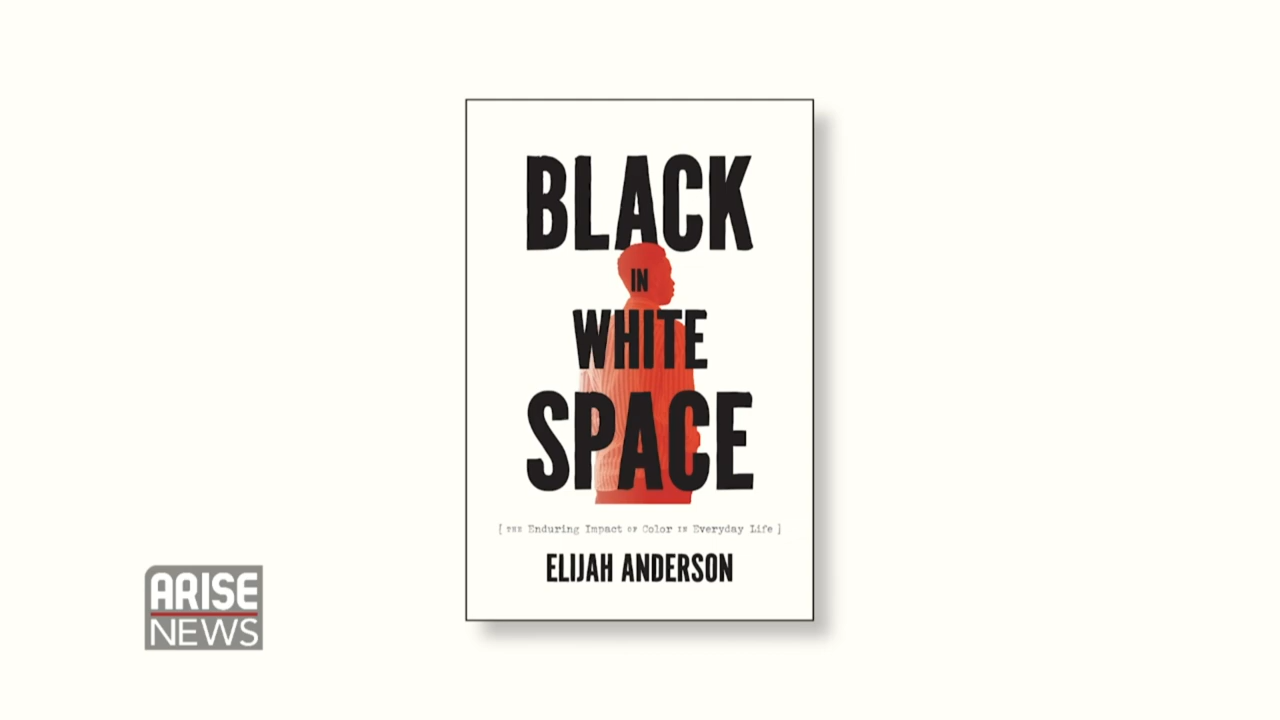 BLACK
IN
WHITE
SPACE
[ THE Enduring Impact OF Color IN Everyday Life ]
ELIJAH ANDERSON
ARISE
NEWS